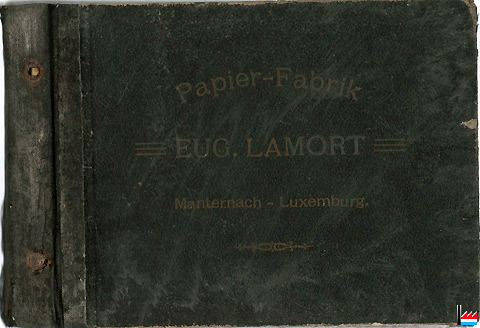 Papier-Fabrik
EUG. LAMORT
Manternach - Luxemburg.